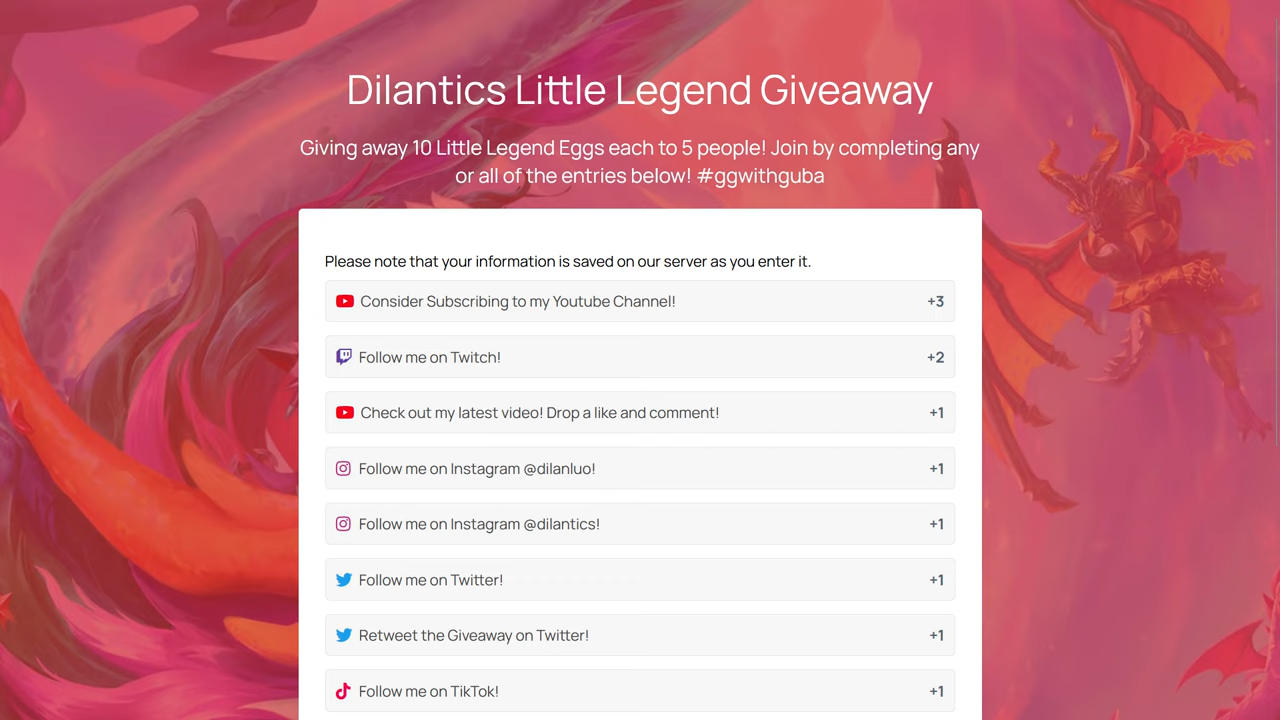 Dilantics Little Legend Giveaway
Giving away 10 Little Legend Eggs each to 5 people! Join by completing any
or all of the entries below! #ggwithguba
Please note that your information is saved on our server as you enter it.
Consider Subscribing to my Youtube Channel! +3
Follow me on Twitch! +2
Check out my latest video! Drop a like and comment! +1
Follow me on Instagram @dilanluo! +1
Follow me on Instagram @dilantics! +1
Follow me on Twitter! +1
Retweet the Giveaway on Twitter! +1
Follow me on TikTok! +1